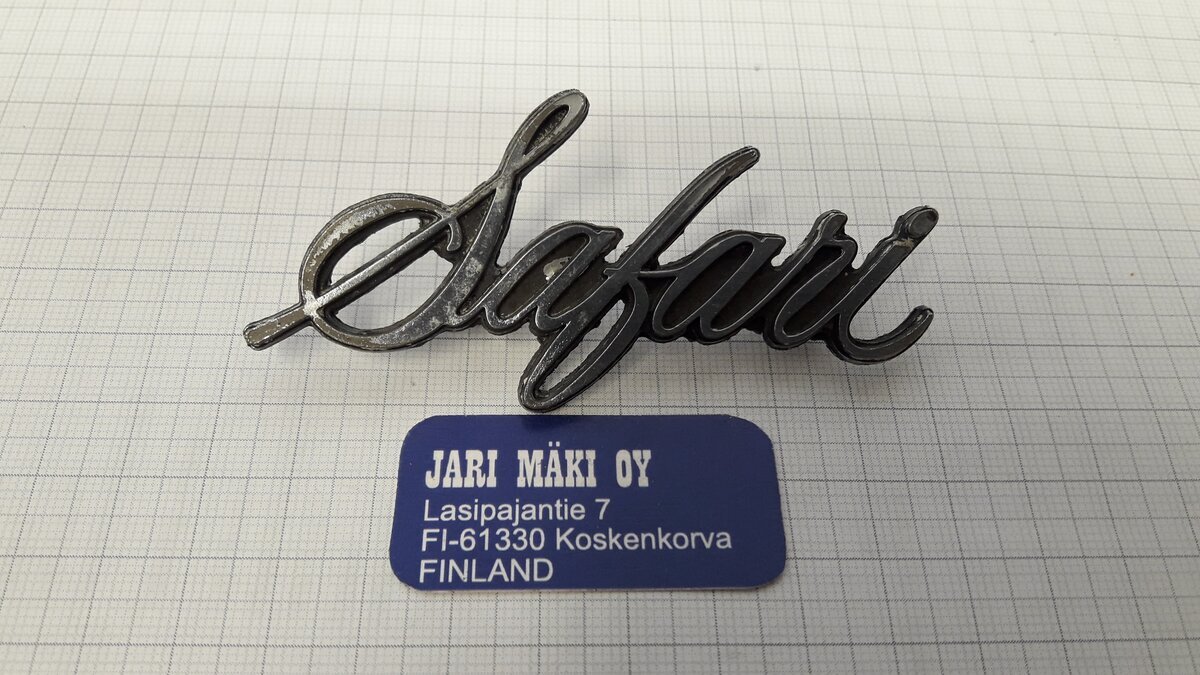 Safari
JARI MÄKI OY
Lasipajantie 7
FI-61330 Koskenkorva
FINLAND